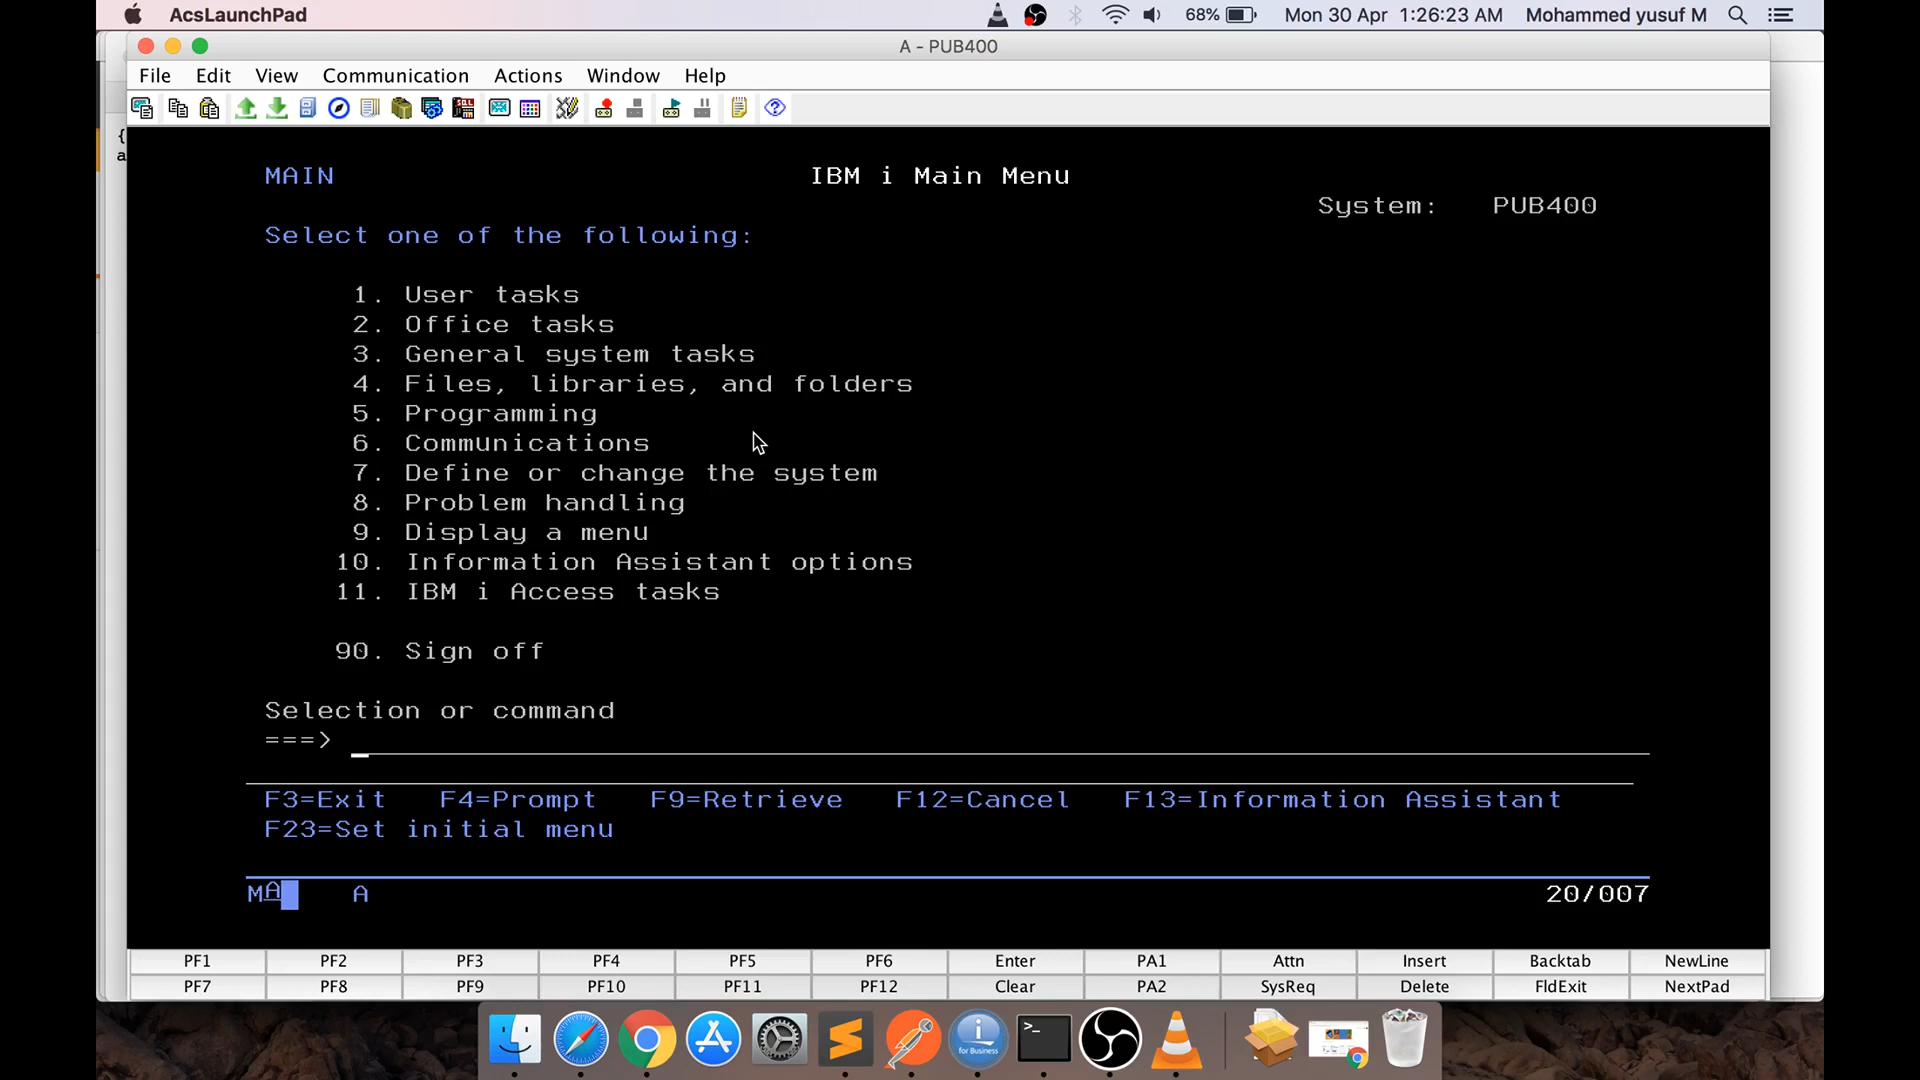 AcsLaunchPad 68% Mon 30 Apr 1:26:23 AM Mohammed yusuf M
A - PUB400
File Edit View Communication Actions Window Help
{
a
MAIN IBM i Main Menu
System: PUB400
Select one of the following:
1. User tasks
2. Office tasks
3. General system tasks
4. Files, libraries, and folders
5. Programming
6. Communications
7. Define or change the system
8. Problem handling
9. Display a menu
10. Information Assistant options
11. IBM i Access tasks
90. Sign off
Selection or command
===>
F3=Exit F4=Prompt F9=Retrieve F12=Cancel F13=Information Assistant
F23=Set initial menu
MA A 20/007
PF1 PF2 PF3 PF4 PF5 PF6 Enter PA1 Attn Insert Backtab NewLine
PF7 PF8 PF9 PF10 PF11 PF12 Clear PA2 SysReq Delete FldExit NextPad
i
for Business
>_